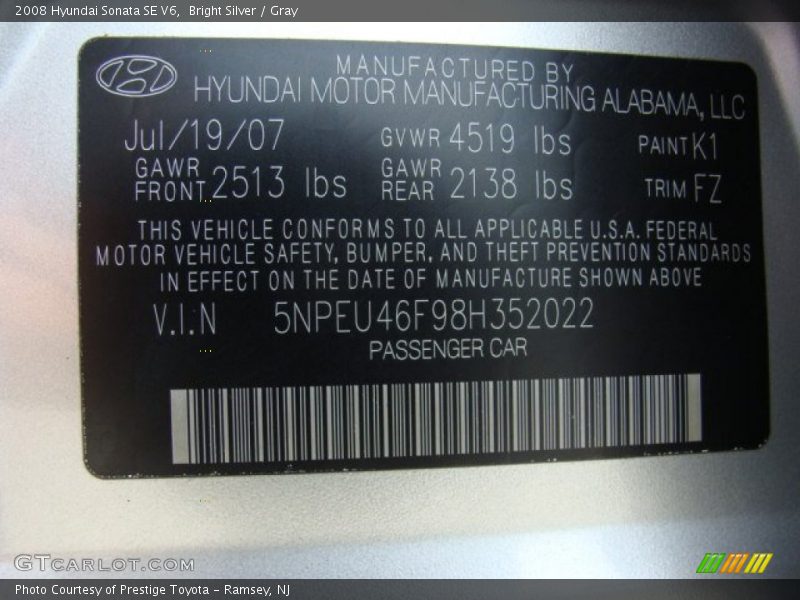 2008 Hyundai Sonata SE V6,  Bright Silver / Gray
MANUFACTURED BY
HYUNDAI MOTOR MANUFACTURING ALABAMA, LLC
Jul/19/07 GVWR 4519 lbs PAINT K1
GAWR FRONT 2513 lbs GAWR REAR 2138 lbs TRIM FZ
THIS VEHICLE CONFORMS TO ALL APPLICABLE U.S.A. FEDERAL
MOTOR VEHICLE SAFETY, BUMPER, AND THEFT PREVENTION STANDARDS
IN EFFECT ON THE DATE OF MANUFACTURE SHOWN ABOVE
V.I.N 5NPEU46F98H352022
PASSENGER CAR
GTCARLOT.COM
Photo Courtesy of Prestige Toyota - Ramsey, NJ